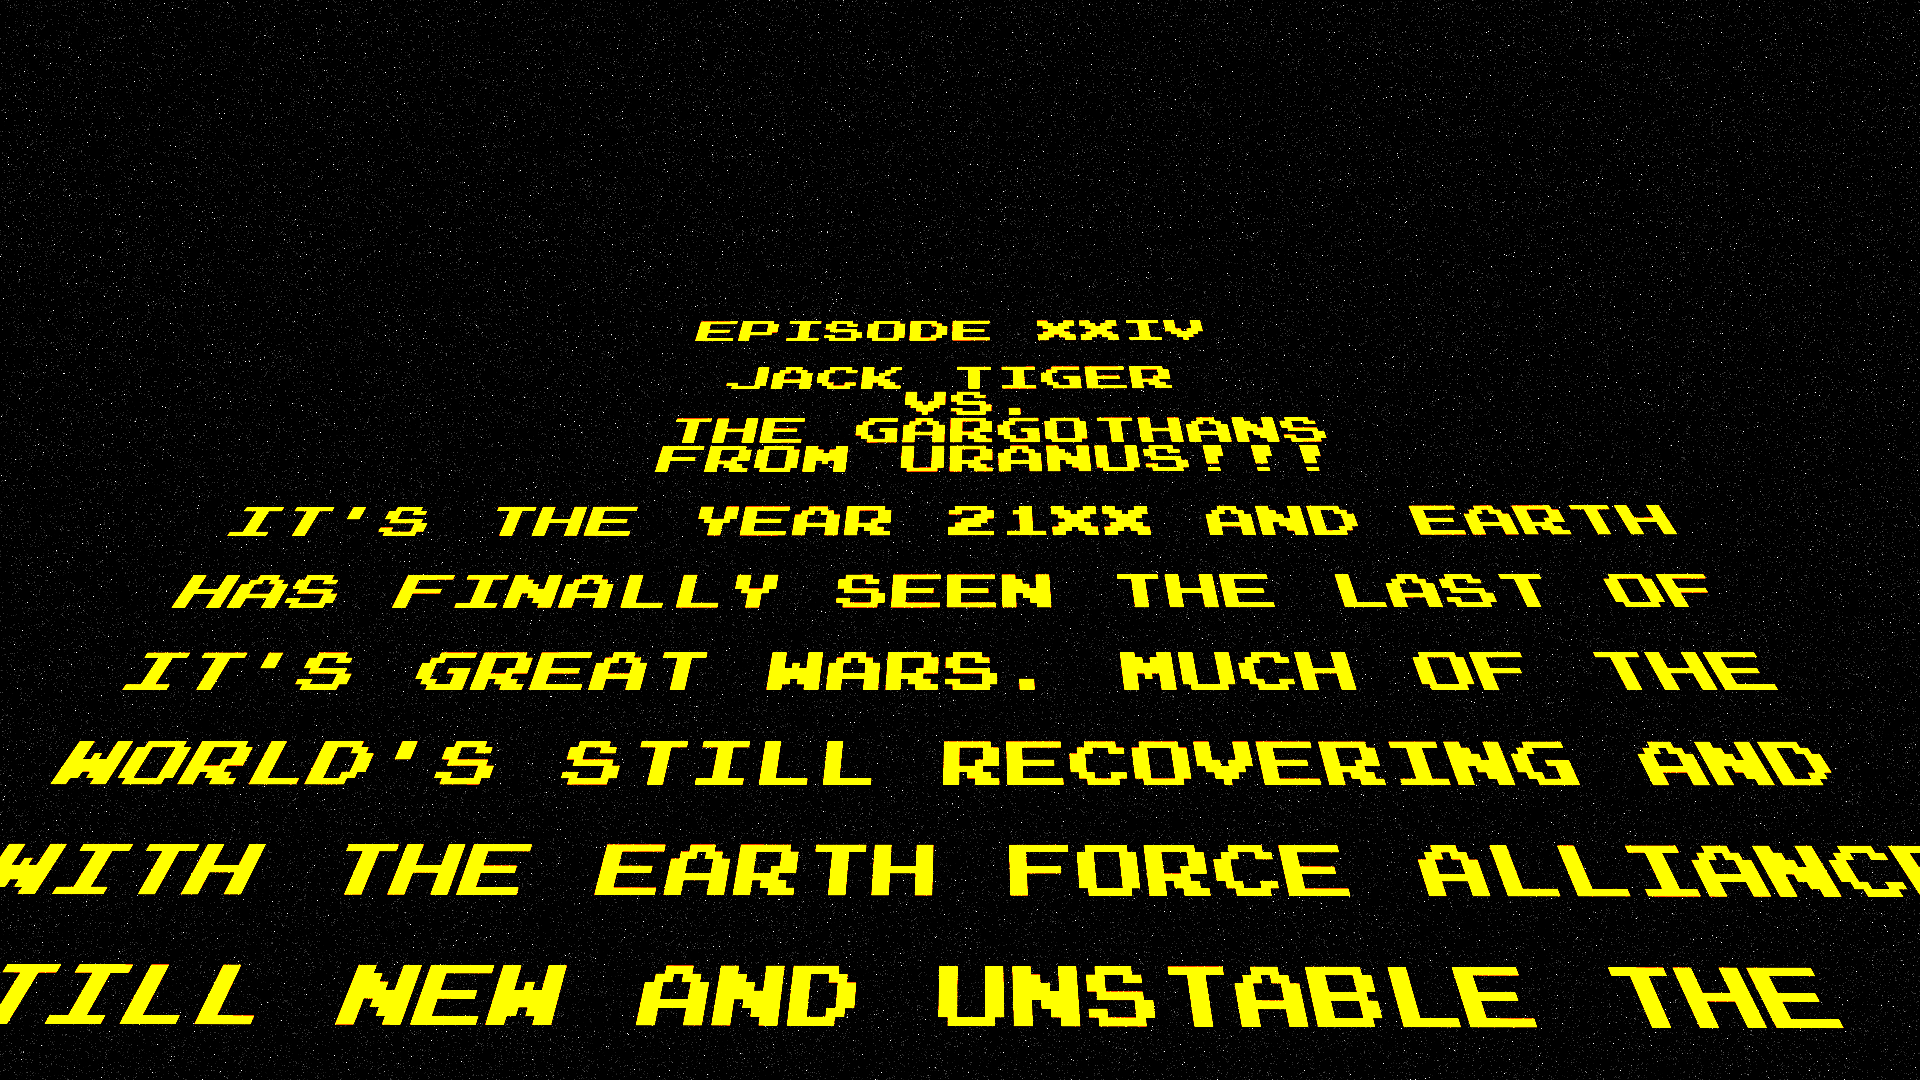 EPISODE XXIV
JACK TIGER
VS.
THE GARGOTHANS
FROM URANUS!!!
IT'S THE YEAR 21XX AND EARTH
HAS FINALLY SEEN THE LAST OF
IT'S GREAT WARS. MUCH OF THE
WORLD'S STILL RECOVERING AND
WITH THE EARTH FORCE ALLIANCE
TILL NEW AND UNSTABLE THE